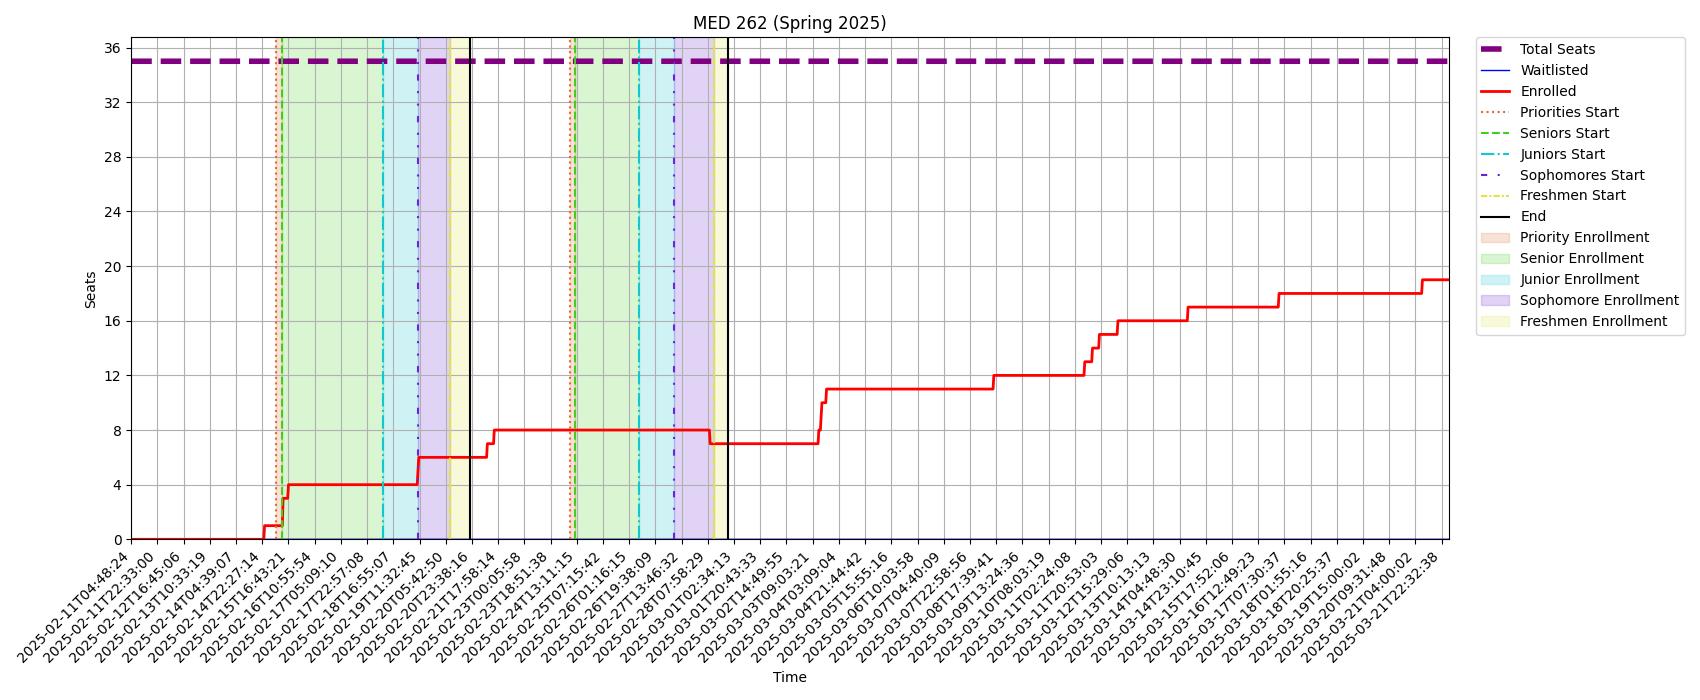 MED 262 (Spring 2025)
Seats
36
32
28
24
20
16
12
8
4
0
2025-02-11T04:48:24
2025-02-11T22:33:00
2025-02-12T16:45:06
2025-02-13T10:33:19
2025-02-14T04:39:07
2025-02-14T22:27:14
2025-02-15T16:43:21
2025-02-16T10:55:54
2025-02-17T05:09:10
2025-02-17T22:57:08
2025-02-18T16:55:07
2025-02-19T11:32:45
2025-02-20T05:42:50
2025-02-20T23:38:16
2025-02-21T17:58:14
2025-02-23T00:05:58
2025-02-23T18:51:38
2025-02-24T13:11:15
2025-02-25T07:15:42
2025-02-26T01:16:15
2025-02-26T19:38:09
2025-02-27T13:46:32
2025-02-28T07:58:29
2025-03-01T02:34:13
2025-03-01T20:43:33
2025-03-02T14:49:55
2025-03-03T09:03:21
2025-03-04T03:09:04
2025-03-04T21:44:42
2025-03-05T15:55:16
2025-03-06T10:03:58
2025-03-07T04:40:09
2025-03-07T22:58:56
2025-03-08T17:39:41
2025-03-09T13:24:36
2025-03-10T08:03:19
2025-03-11T02:24:08
2025-03-11T20:53:03
2025-03-12T15:29:06
2025-03-13T10:13:13
2025-03-14T04:48:30
2025-03-14T23:10:45
2025-03-15T17:52:06
2025-03-16T12:49:23
2025-03-17T07:30:37
2025-03-18T01:55:16
2025-03-18T20:25:37
2025-03-19T15:00:02
2025-03-20T09:31:48
2025-03-21T04:00:02
2025-03-21T22:32:38
Time
Total Seats
Waitlisted
Enrolled
Priorities Start
Seniors Start
Juniors Start
Sophomores Start
Freshmen Start
End
Priority Enrollment
Senior Enrollment
Junior Enrollment
Sophomore Enrollment
Freshmen Enrollment